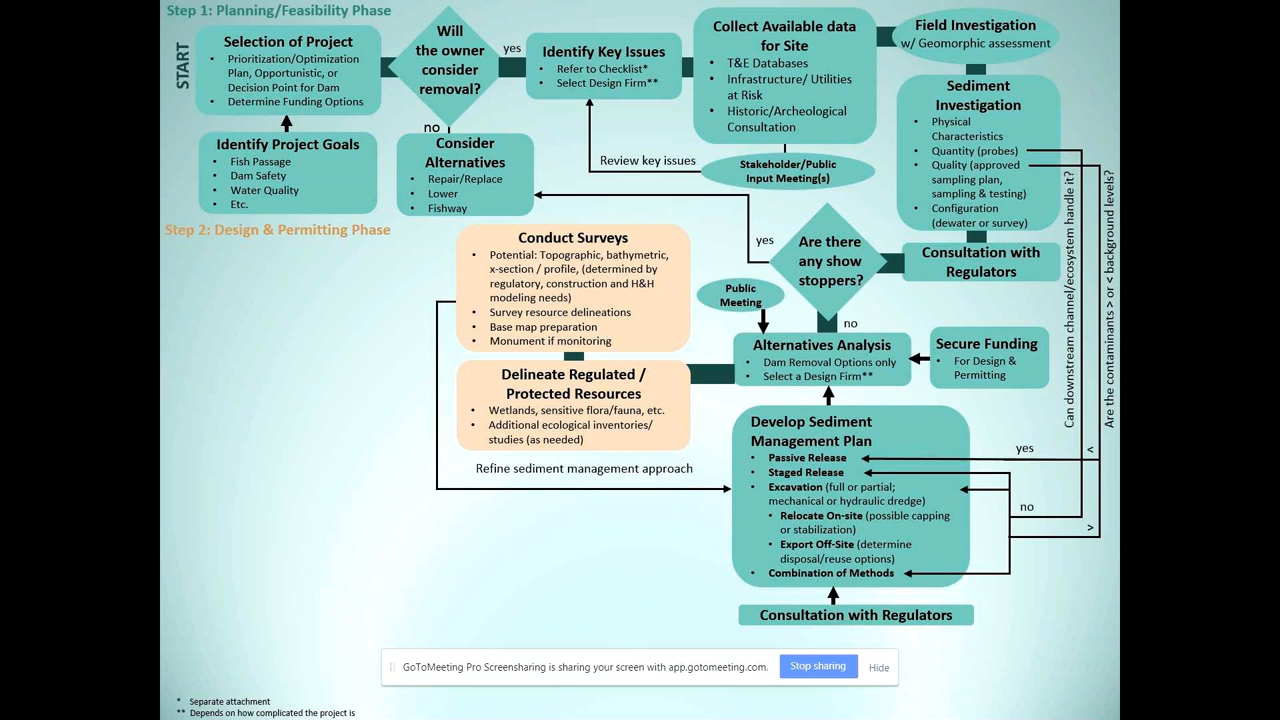 Step 1: Planning/Feasibility Phase
START
Selection of Project
• Prioritization/Optimization
Plan, Opportunistic, or
Decision Point for Dam
• Determine Funding Options
Identify Project Goals
• Fish Passage
• Dam Safety
• Water Quality
• Etc.
Will
the owner
consider
removal?
yes
no
Consider
Alternatives
• Repair/Replace
• Lower
• Fishway
Identify Key Issues
• Refer to Checklist*
• Select Design Firm**
Review key issues
Collect Available data
for Site
• T&E Databases
• Infrastructure/ Utilities
at Risk
• Historic/Archeological
Consultation
Stakeholder/Public
Input Meeting(s)
Field Investigation
w/ Geomorphic assessment
Sediment
Investigation
• Physical
Characteristics
• Quantity (probes)
• Quality (approved
sampling plan,
sampling & testing)
• Configuration
(dewater or survey)
Consultation with
Regulators
Can downstream channel/ecosystem handle it?
Are the contaminants > or < background levels?
Are there
any show
stoppers?
yes
no
Public
Meeting
Alternatives Analysis
• Dam Removal Options only
• Select a Design Firm**
Secure Funding
• For Design &
Permitting
Step 2: Design & Permitting Phase
Conduct Surveys
• Potential: Topographic, bathymetric,
x-section / profile, (determined by
regulatory, construction and H&H
modeling needs)
• Survey resource delineations
• Base map preparation
• Monument if monitoring
Delineate Regulated /
Protected Resources
• Wetlands, sensitive flora/fauna, etc.
• Additional ecological inventories/
studies (as needed)
Refine sediment management approach
Develop Sediment
Management Plan
• Passive Release
• Staged Release
• Excavation (full or partial;
mechanical or hydraulic dredge)
• Relocate On-site (possible capping
or stabilization)
• Export Off-Site (determine
disposal/reuse options)
• Combination of Methods
yes
<
no
>
Consultation with Regulators
GoToMeeting Pro Screensharing is sharing your screen with app.gotomeeting.com.
Stop sharing
Hide
* Separate attachment
** Depends on how complicated the project is